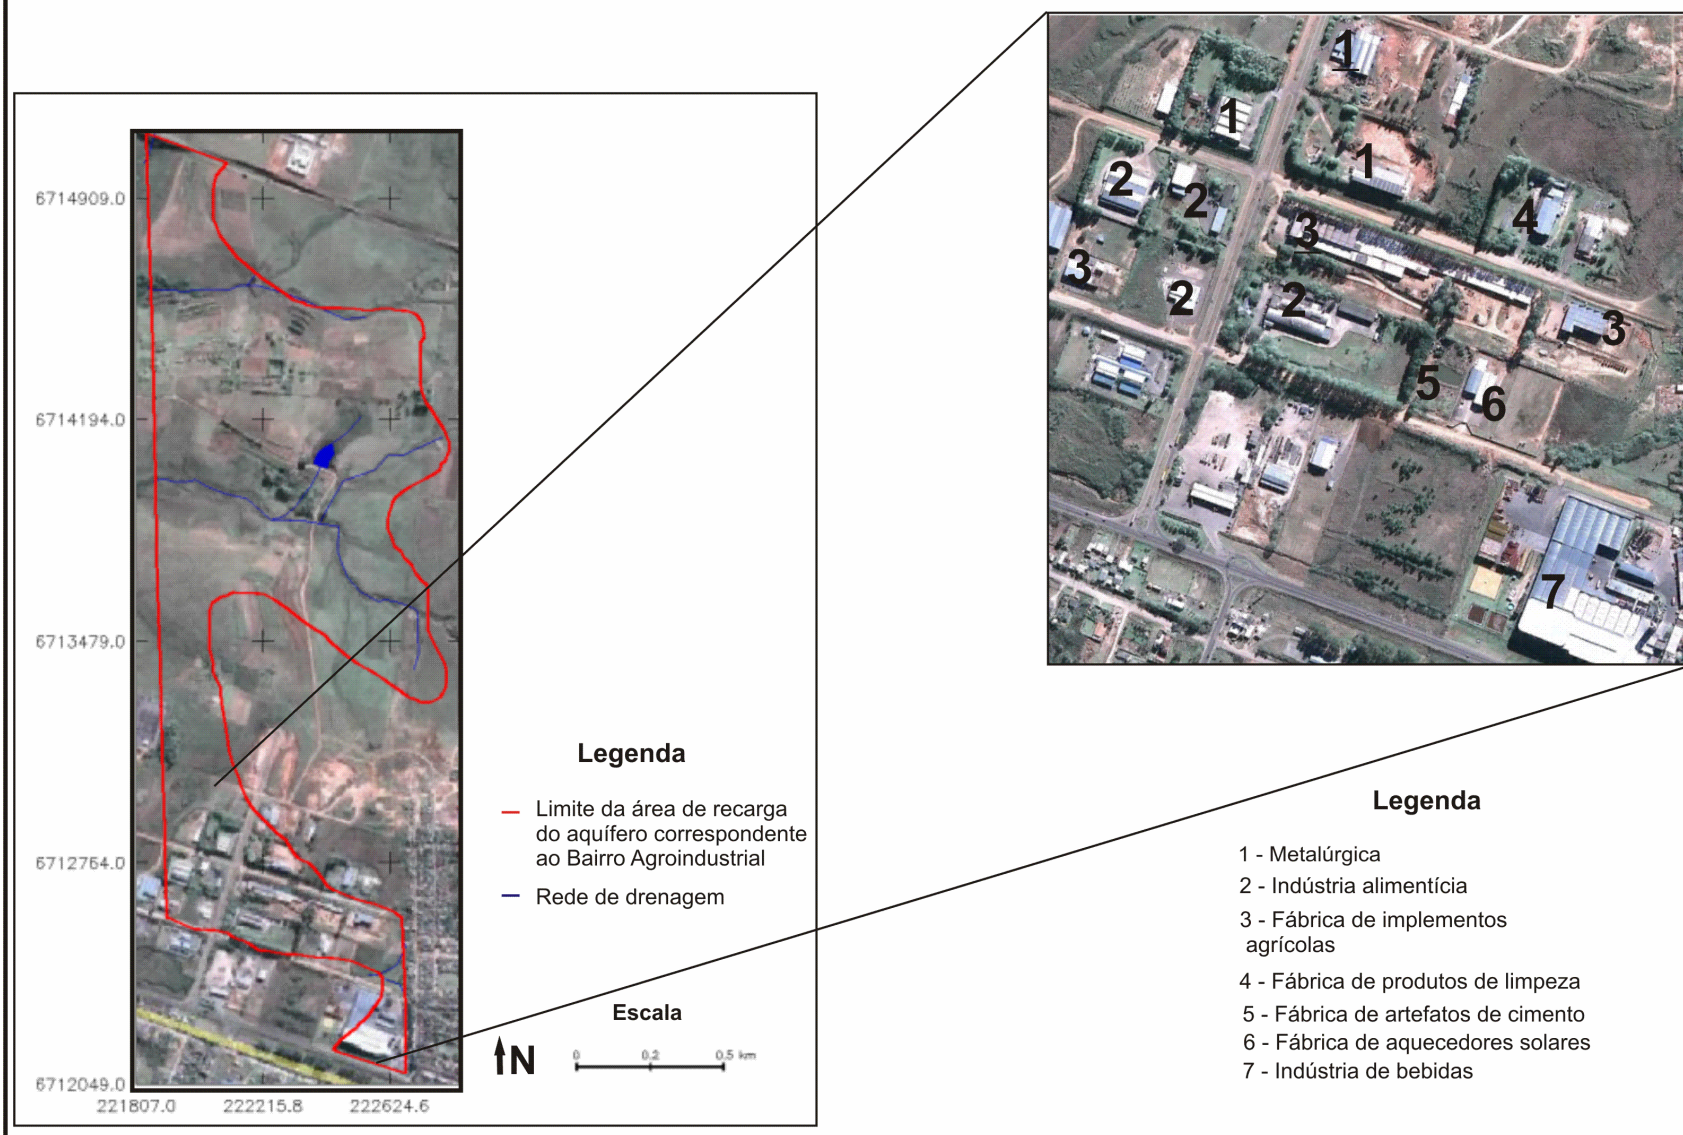 6714909.0
6714194.0
6713479.0
6712764.0
6712049.0
221807.0 222215.8 222624.6
Legenda
Limite da área de recarga
do aquífero correspondente
ao Bairro Agroindustrial
Rede de drenagem
Escala
N
0 0.2 0.5 km
1
1
1
2
2
4
3
3
2
2
3
5
6
7
Legenda
1 - Metalúrgica
2 - Indústria alimentícia
3 - Fábrica de implementos
agrícolas
4 - Fábrica de produtos de limpeza
5 - Fábrica de artefatos de cimento
6 - Fábrica de aquecedores solares
7 - Indústria de bebidas